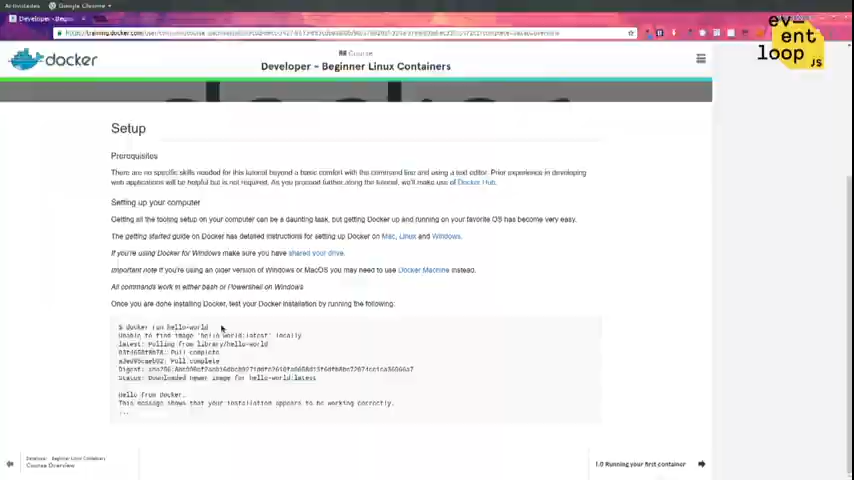 Actividades
Google Chrome
Developer - Begin
event
loop JS
docker
Course
Developer - Beginner Linux Containers
Setup
Prerequisites
There are no specific skills needed for this tutorial beyond a basic comfort with the command line and using a text editor. Prior experience in developing
web applications will be helpful but is not required. As you proceed further along the tutorial, we'll make use of Docker Hub.
Setting up your computer
Getting all the tooling setup on your computer can be a daunting task, but getting Docker up and running on your favorite OS has become very easy.
The getting started guide on Docker has detailed instructions for setting up Docker on Mac, Linux and Windows.
If you're using Docker for Windows make sure you have shared your drive.
Important note If you're using an older version of Windows or MacOS you may need to use Docker Machine instead.
All commands work in either bash or Powershell on Windows
Once you are done installing Docker, test your Docker installation by running the following:
$ docker run hello-world
Unable to find image 'hello-world:latest' locally
latest: Pulling from library/hello-world
Pull complete
Pull complete
Digest:
Status: Downloaded newer image for hello-world:latest
Hello from Docker.
This message shows that your installation appears to be working correctly.
...
Developer - Beginner Linux Containers
Course Overview
1.0 Running your first container